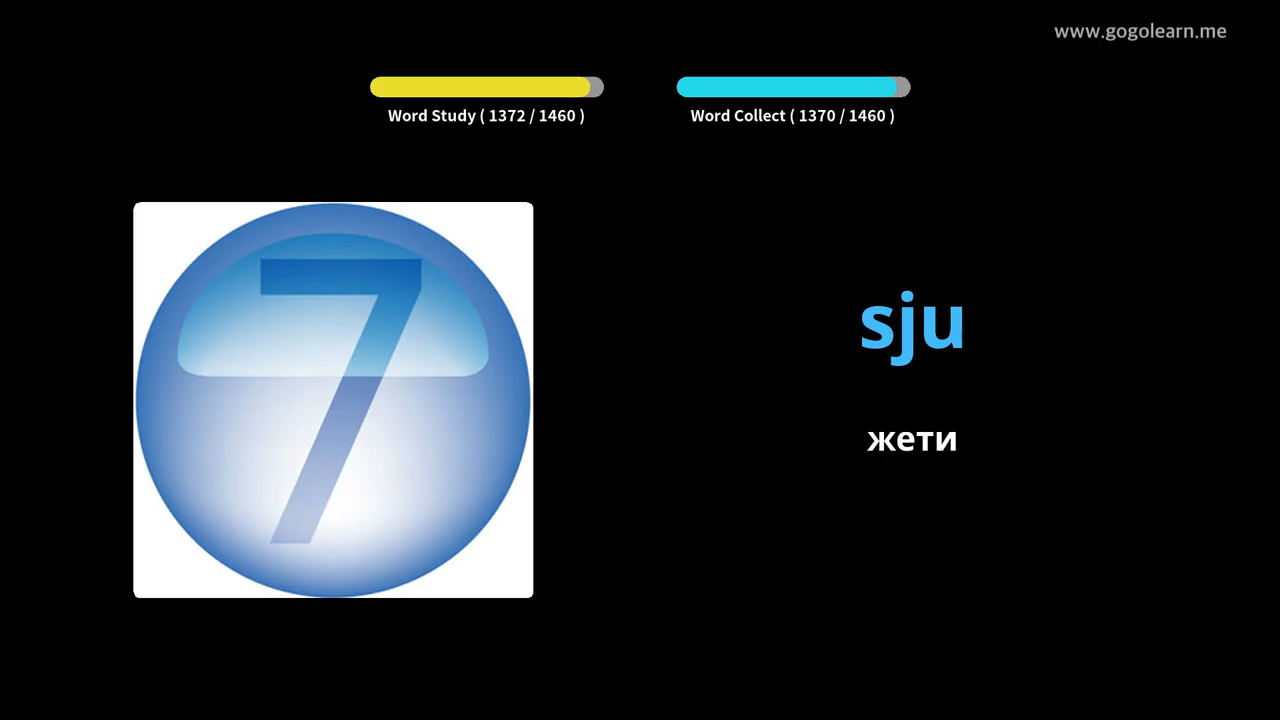 www.gogolearn.me
Word Study ( 1372 / 1460 )
Word Collect ( 1370 / 1460 )
7
sju
жети